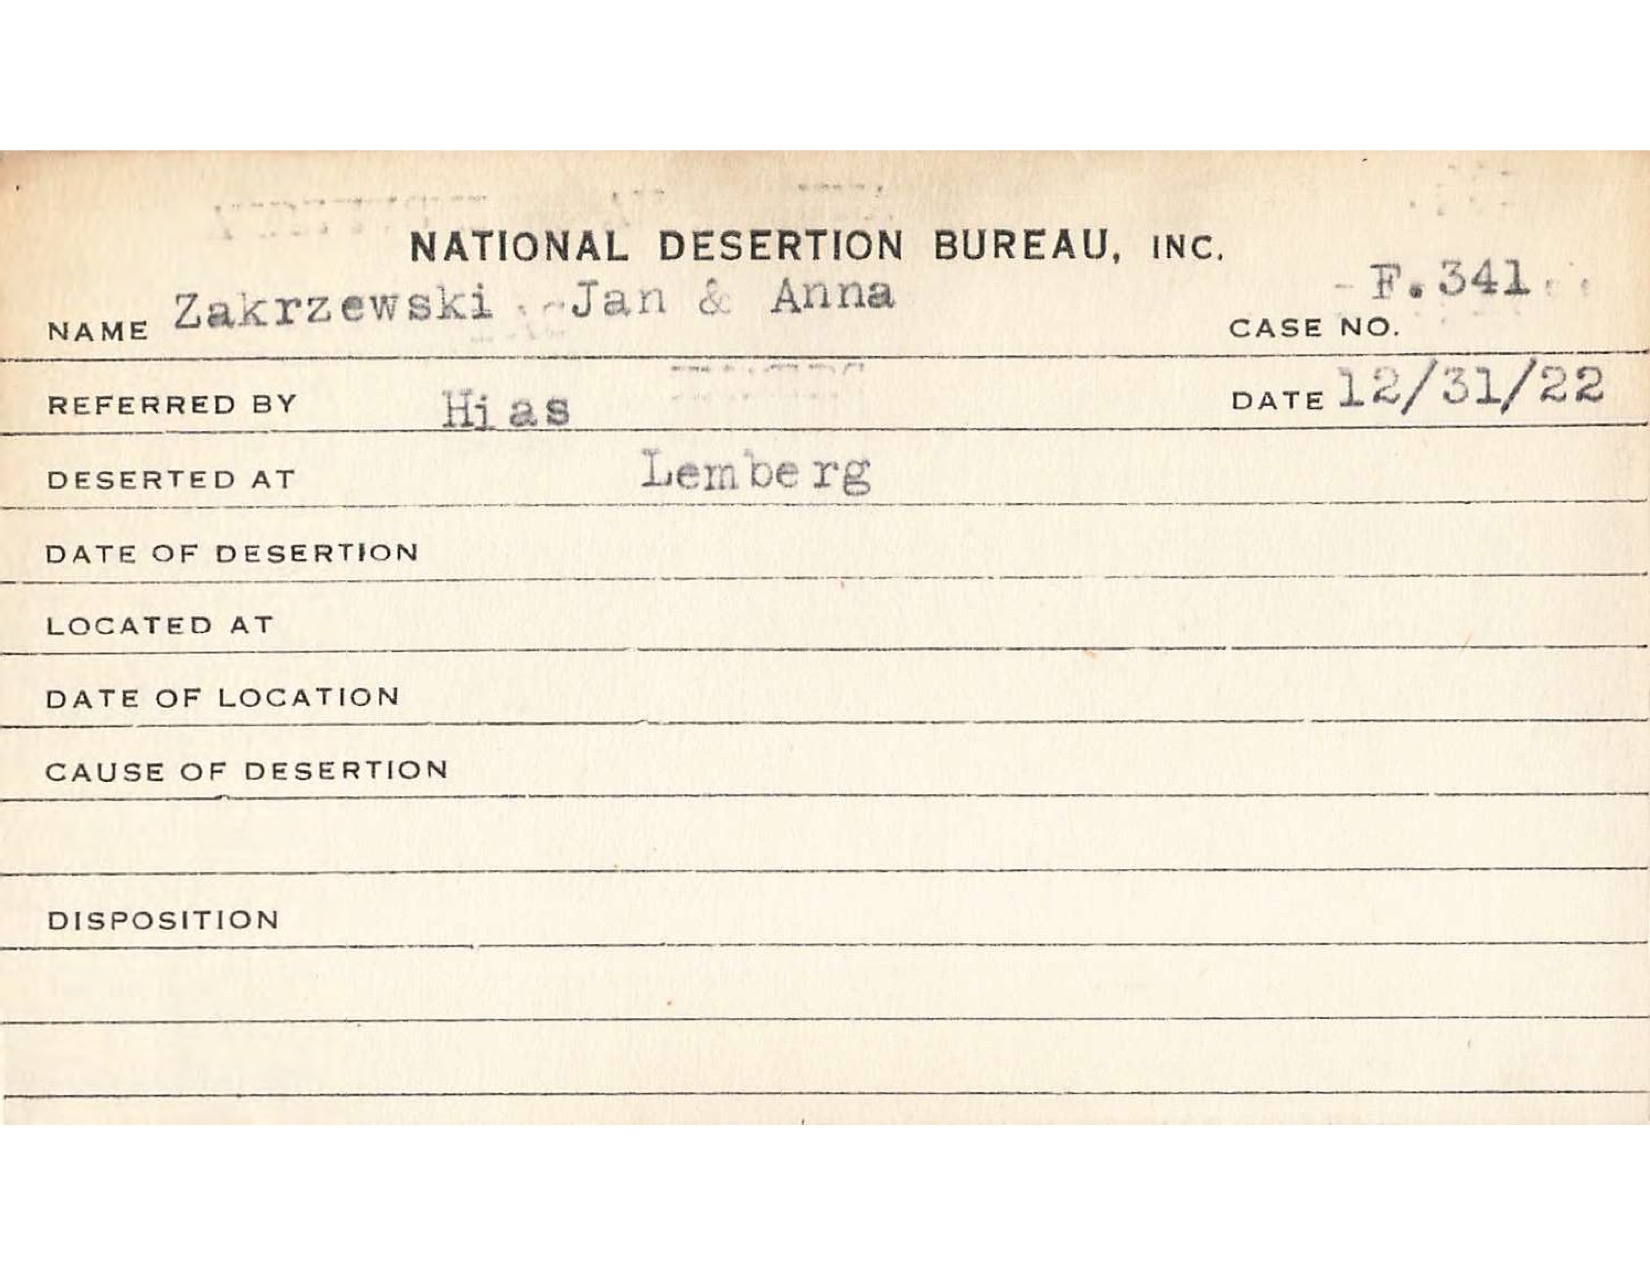 NATIONAL DESERTION BUREAU, INC.
NAME Zakrzewski Jan & Anna CASE NO. F.341
REFERRED BY Hias DATE 12/31/22
DESERTED AT Lemberg
DATE OF DESERTION
LOCATED AT
DATE OF LOCATION
CAUSE OF DESERTION
DISPOSITION